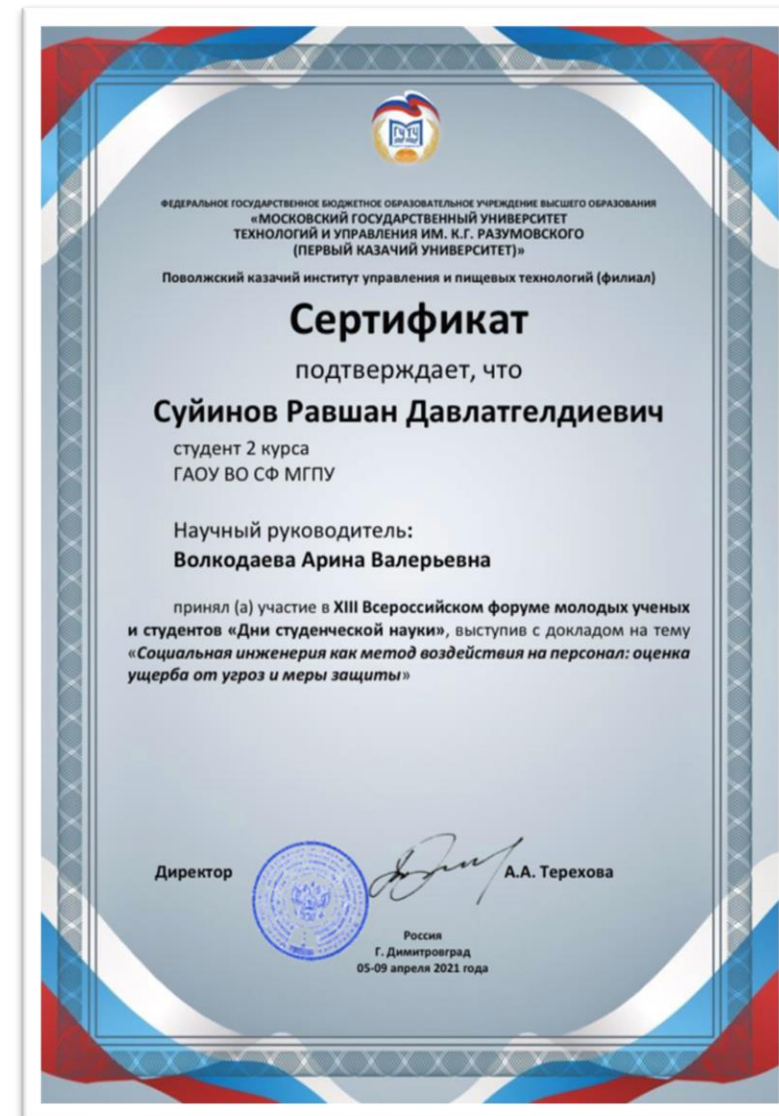 ГУТУ
ФЕДЕРАЛЬНОЕ ГОСУДАРСТВЕННОЕ БЮДЖЕТНОЕ ОБРАЗОВАТЕЛЬНОЕ УЧРЕЖДЕНИЕ ВЫСШЕГО ОБРАЗОВАНИЯ
«МОСКОВСКИЙ ГОСУДАРСТВЕННЫЙ УНИВЕРСИТЕТ
ТЕХНОЛОГИЙ И УПРАВЛЕНИЯ ИМ. К.Г. РАЗУМОВСКОГО
(ПЕРВЫЙ КАЗАЧИЙ УНИВЕРСИТЕТ)»
Поволжский казачий институт управления и пищевых технологий (филиал)
Сертификат
подтверждает, что
Суйинов Равшан Давлатгелдиевич
студент 2 курса
ГАОУ ВО СФ МГПУ
Научный руководитель:
Волкодаева Арина Валерьевна
принял (а) участие в XIII Всероссийском форуме молодых ученых
и студентов «Дни студенческой науки», выступив с докладом на тему
«Социальная инженерия как метод воздействия на персонал: оценка
ущерба от угроз и меры защиты»
Директор
А.А. Терехова
Россия
Г. Димитровград
05-09 апреля 2021 года